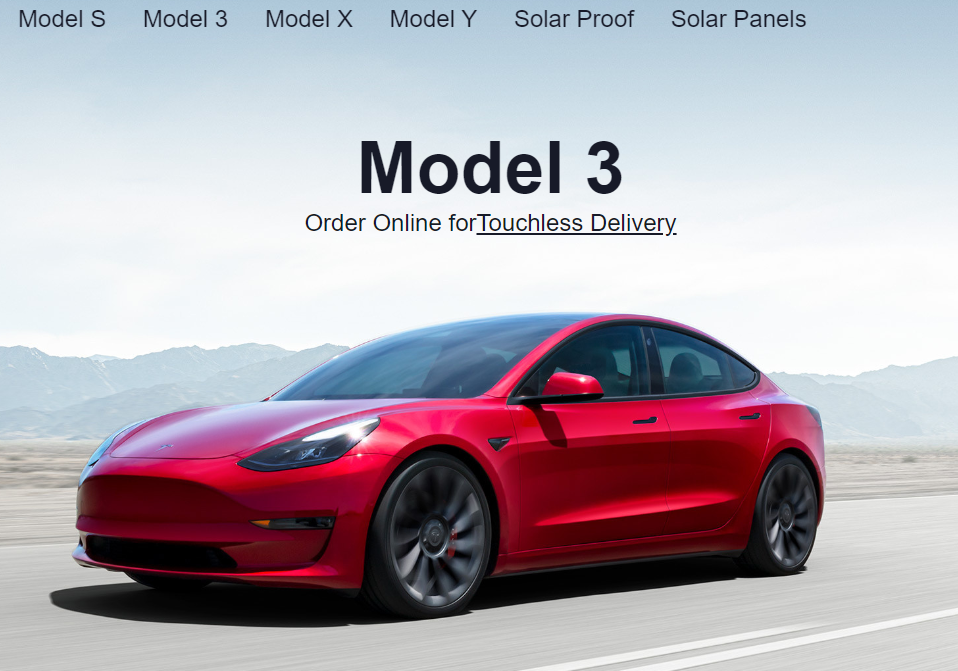 Model S Model 3 Model X Model Y Solar Proof Solar Panels
Model 3
Order Online forTouchless Delivery